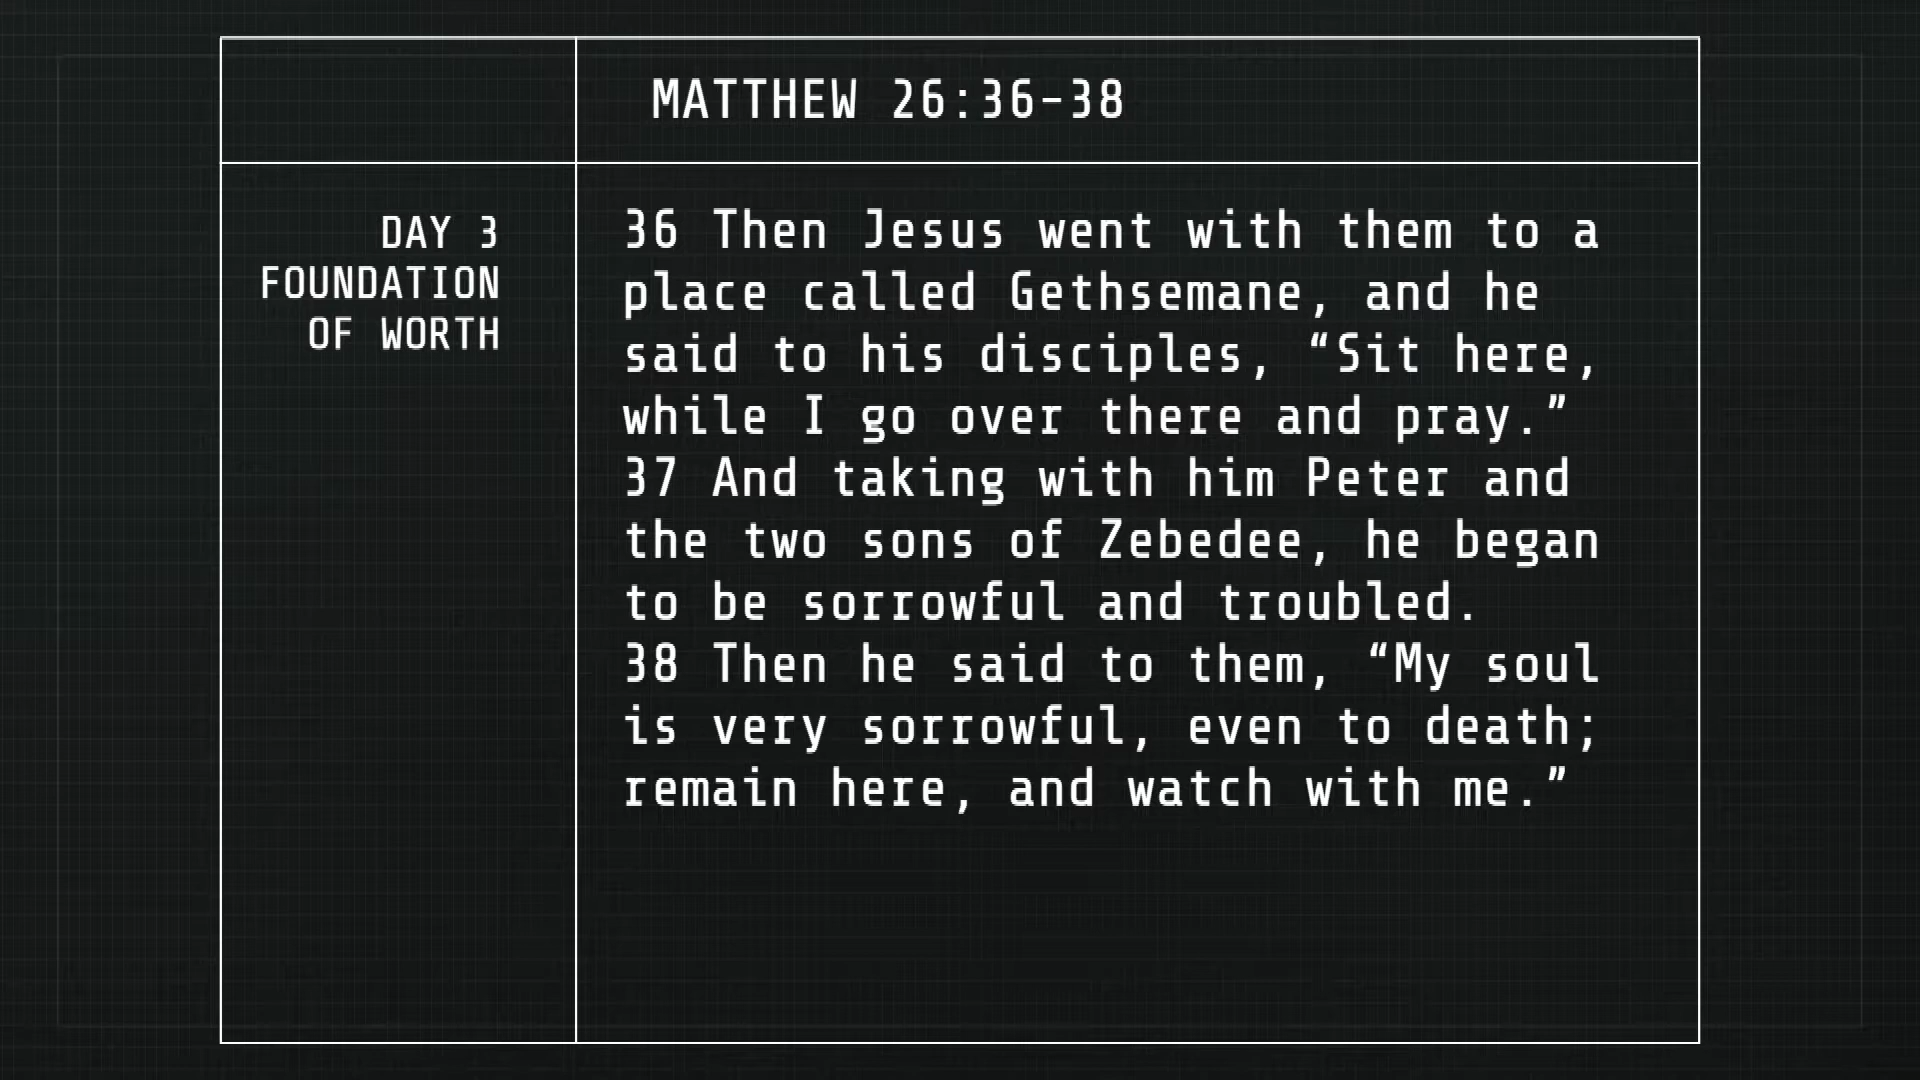 MATTHEW 26:36-38
DAY 3
FOUNDATION
OF WORTH
36 Then Jesus went with them to a
place called Gethsemane, and he
said to his disciples, “Sit here,
while I go over there and pray.”
37 And taking with him Peter and
the two sons of Zebedee, he began
to be sorrowful and troubled.
38 Then he said to them, “My soul
is very sorrowful, even to death;
remain here, and watch with me.”